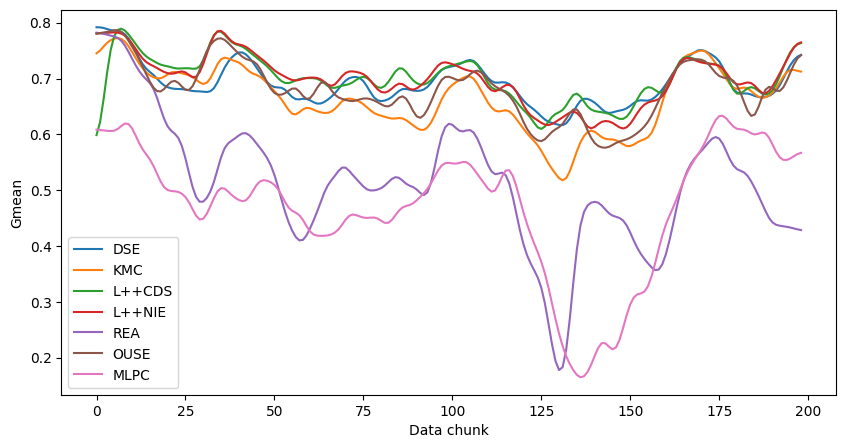 0.8
0.7
0.6
0.5
0.4
0.3
0.2
Gmean
DSE
KMC
L++CDS
L++NIE
REA
OUSE
MLPC
0 25 50 75 100 125 150 175 200
Data chunk